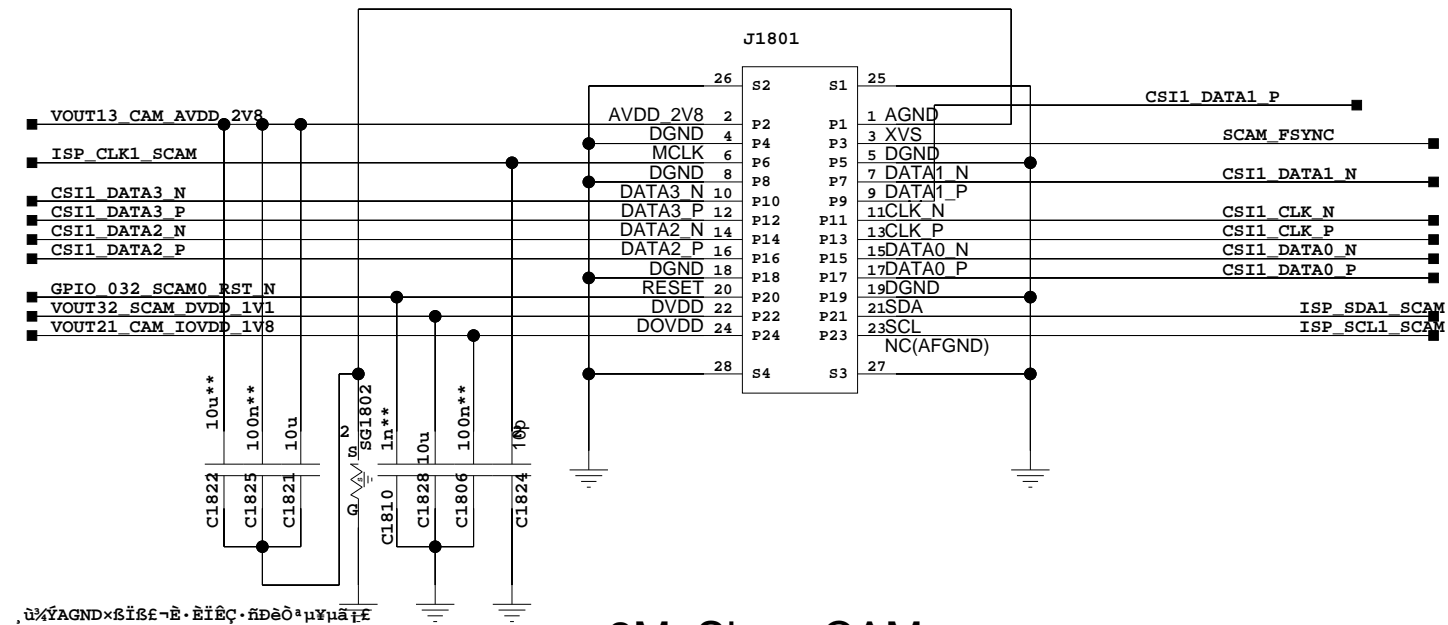 J1801
26 S2 S1 25
VOUT13_CAM_AVDD_2V8 AVDD_2V8 2 P2 P1 1 AGND CSI1_DATA1_P
DGND 4 P4 P3 3 XVS SCAM_FSYNC
ISP_CLK1_SCAM MCLK 6 P6 P5 5 DGND
DGND 8 P8 P7 7 DATA1_N CSI1_DATA1_N
CSI1_DATA3_N DATA3_N 10 P10 P9 9 DATA1_P
CSI1_DATA3_P DATA3_P 12 P12 P11 11 CLK_N CSI1_CLK_N
CSI1_DATA2_N DATA2_N 14 P14 P13 13 CLK_P CSI1_CLK_P
CSI1_DATA2_P DATA2_P 16 P16 P15 15 DATA0_N CSI1_DATA0_N
DGND 18 P18 P17 17 DATA0_P CSI1_DATA0_P
GPIO_032_SCAM0_RST_N RESET 20 P20 P19 19 DGND
VOUT32_SCAM_DVDD_1V1 DVDD 22 P22 P21 21 SDA ISP_SDA1_SCAM
VOUT21_CAM_IOVDD_1V8 DOVDD 24 P24 P23 23 SCL ISP_SCL1_SCAM
NC(AFGND)
28 S4 S3 27
10u** 100n** 10u SG1802 1n** 10u 100n**
2 S
G
C1822 C1825 C1821 C1810 C1828 C1806 C1824
¸ù¾ÝAGND×ßÏß£¬È·ÈÏÊÇ·ñÐèÒªµ¥µã¡£